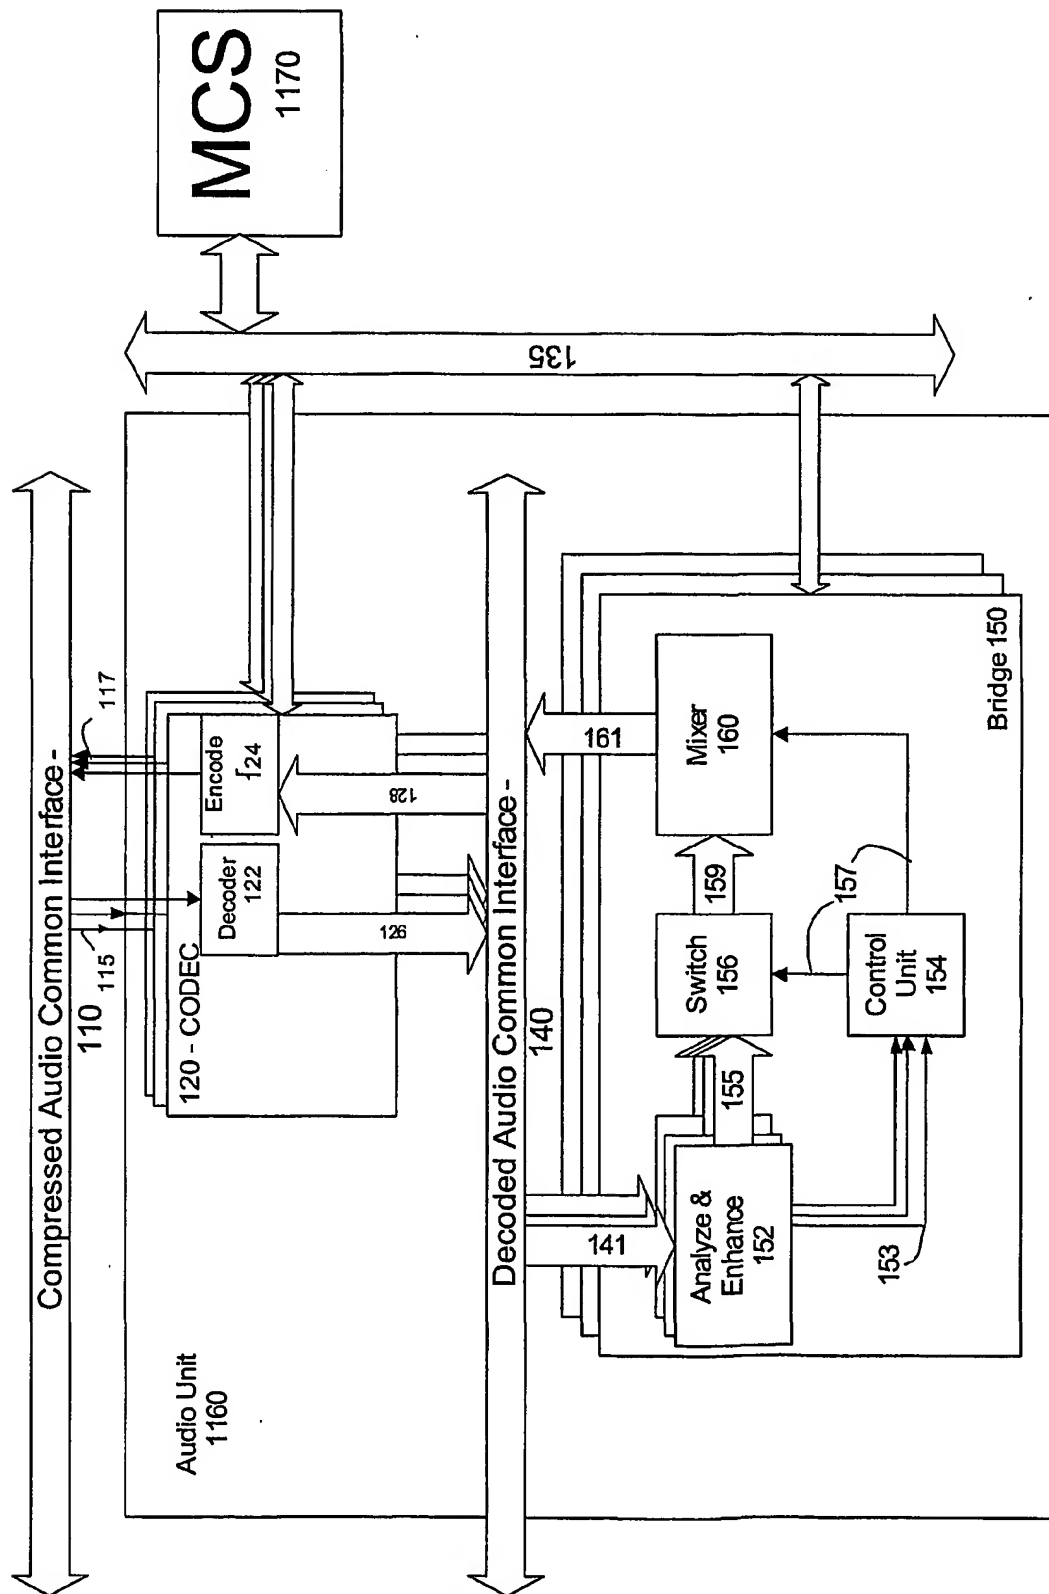 Compressed Audio Common Interface-
110
115
117
MCS
1170
135
Audio Unit
1160
120 - CODEC
Decoder
122
Encode
124
126
128
Decoded Audio Common Interface-
140
141
161
Analyze &
Enhance
152
155
Switch
156
159
Mixer
160
153
Control
Unit
154
157
Bridge 150